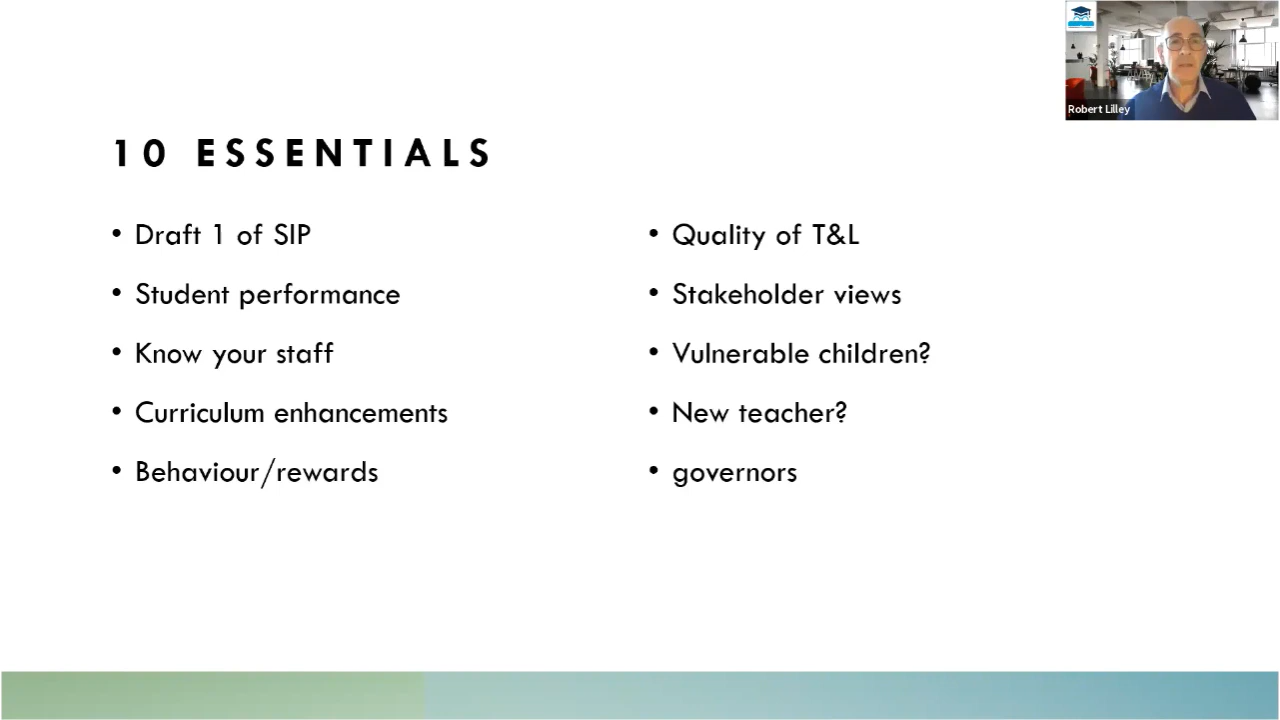 10 ESSENTIALS
• Draft 1 of SIP
• Student performance
• Know your staff
• Curriculum enhancements
• Behaviour/rewards
• Quality of T&L
• Stakeholder views
• Vulnerable children?
• New teacher?
• governors
Robert Lilley